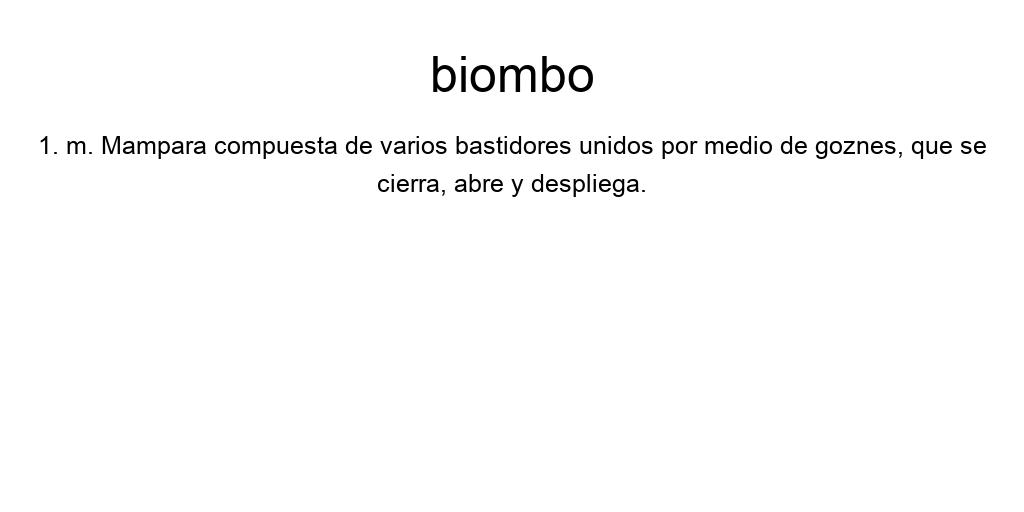 biombo
1. m. Mampara compuesta de varios bastidores unidos por medio de goznes, que se
cierra, abre y despliega.